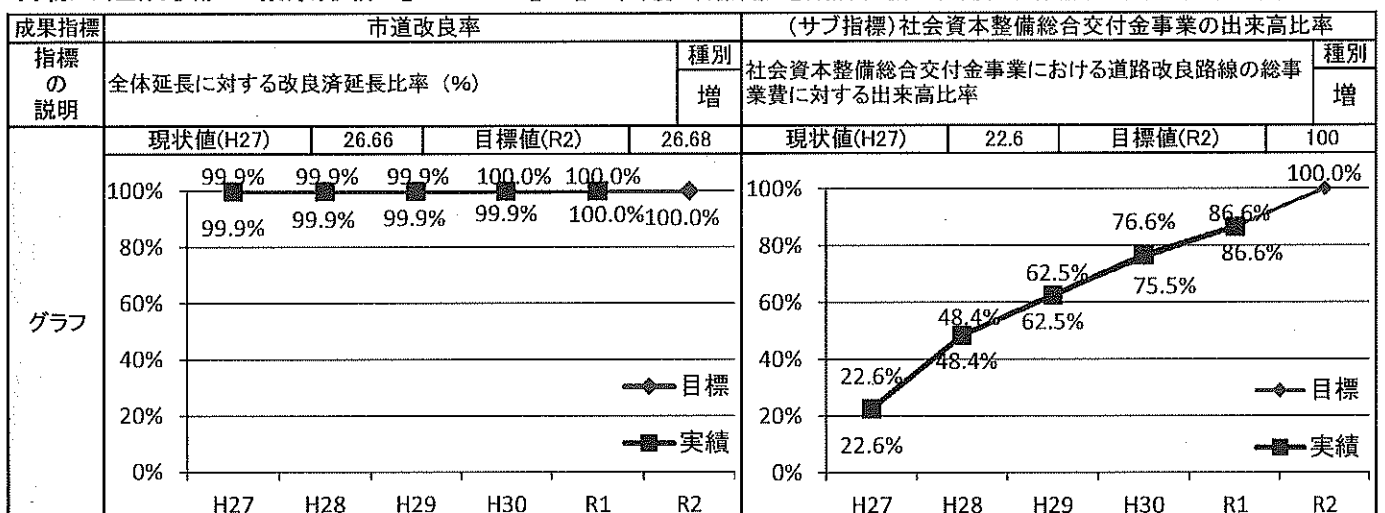 成果指標 市道改良率 (サブ指標)社会資本整備総合交付金事業の出来高比率
指標の説明 全体延長に対する改良済延長比率 (%) 種別 増 社会資本整備総合交付金事業における道路改良路線の総事業費に対する出来高比率 種別 増
現状値(H27) 26.66 目標値(R2) 26.68 現状値(H27) 22.6 目標値(R2) 100
グラフ
99.9% 99.9% 99.9% 100.0% 100.0%
99.9% 99.9% 99.9% 99.9% 100.0% 100.0%
100%
80%
60%
40%
20%
0%
目標
実績
H27 H28 H29 H30 R1 R2
100.0%
86.6%
76.6%
86.6%
62.5%
75.5%
48.4%
62.5%
22.6%
48.4%
22.6%
100%
80%
60%
40%
20%
0%
目標
実績
H27 H28 H29 H30 R1 R2